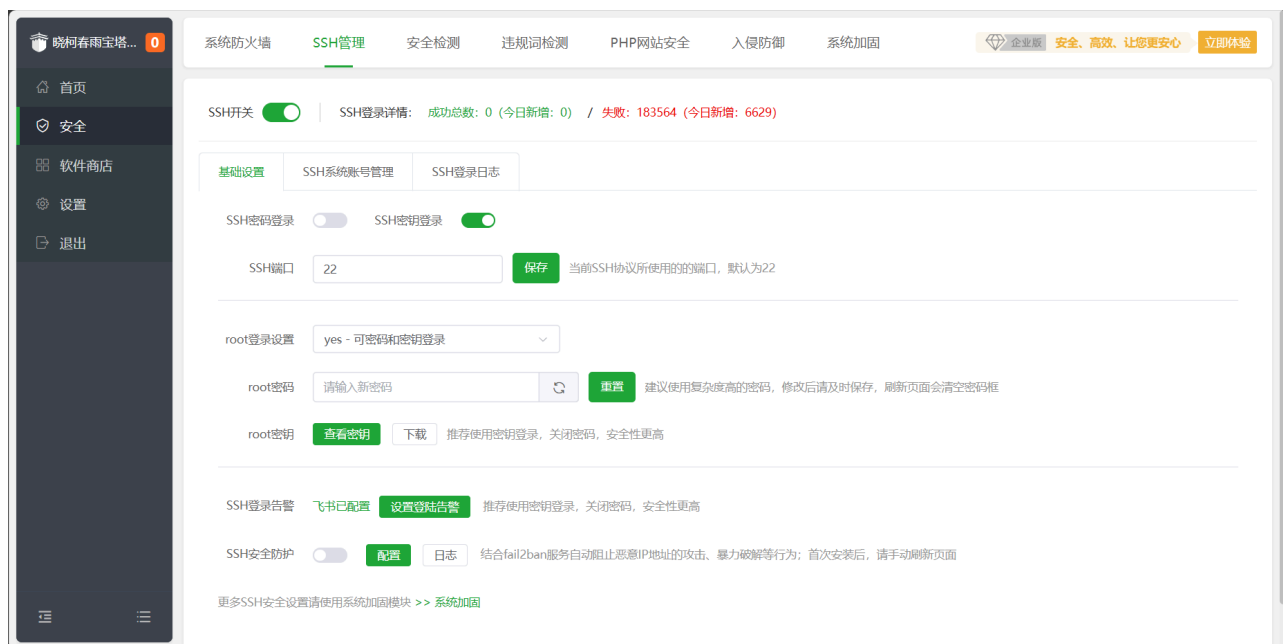 晓柯春雨宝塔... 0
首页
安全
软件商店
设置
退出
系统防火墙 SSH管理 安全检测 违规词检测 PHP网站安全 入侵防御 系统加固 企业版 安全、高效、让您更安心 立即体验
SSH开关 SSH登录详情: 成功总数: 0 (今日新增: 0) / 失败: 183564 (今日新增: 6629)
基础设置 SSH系统账号管理 SSH登录日志
SSH密码登录 SSH密钥登录
SSH端口 22 保存 当前SSH协议所使用的的端口, 默认为22
root登录设置 yes - 可密码和密钥登录
root密码 请输入新密码 重置 建议使用复杂度高的密码, 修改后请及时保存, 刷新页面会清空密码框
root密钥 查看密钥 下载 推荐使用密钥登录, 关闭密码, 安全性更高
SSH登录告警 飞书已配置 设置登陆告警 推荐使用密钥登录, 关闭密码, 安全性更高
SSH安全防护 配置 日志 结合fail2ban服务自动阻止恶意IP地址的攻击、暴力破解等行为; 首次安装后, 请手动刷新页面
更多SSH安全设置请使用系统加固模块 >> 系统加固